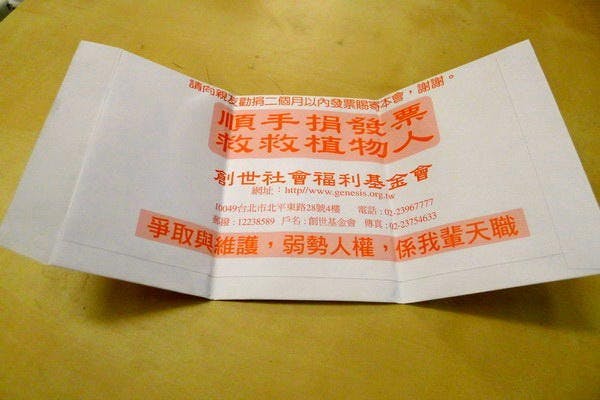 請向親友勸捐二個月以內發票賜寄本會，謝謝。
順手捐發票
救救植物人
創世社會福利基金會
網址：http//www.genesis.org.tw
10049台北市北平東路28號4樓 電話：02-23967777
郵撥：12238589 戶名：創世基金會 傳真：02-23754633
爭取與維護，弱勢人權，係我輩天職